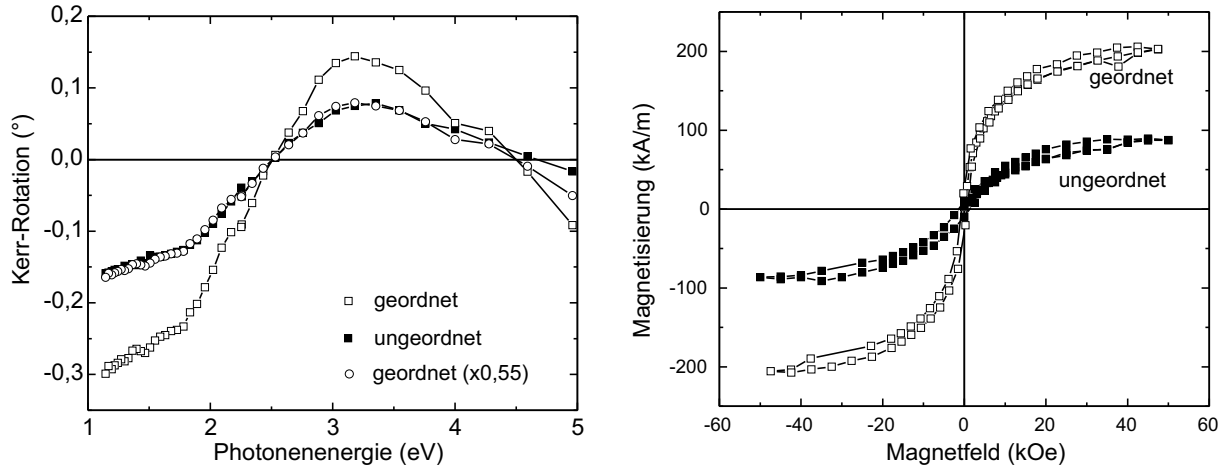 0,2
0,1
0,0
-0,1
-0,2
-0,3
Kerr-Rotation (°)
geordnet
ungeordnet
geordnet (x0,55)
1
2
3
4
5
Photonenenergie (eV)
200
100
0
-100
-200
Magnetisierung (kA/m)
geordnet
ungeordnet
-60
-40
-20
0
20
40
60
Magnetfeld (kOe)